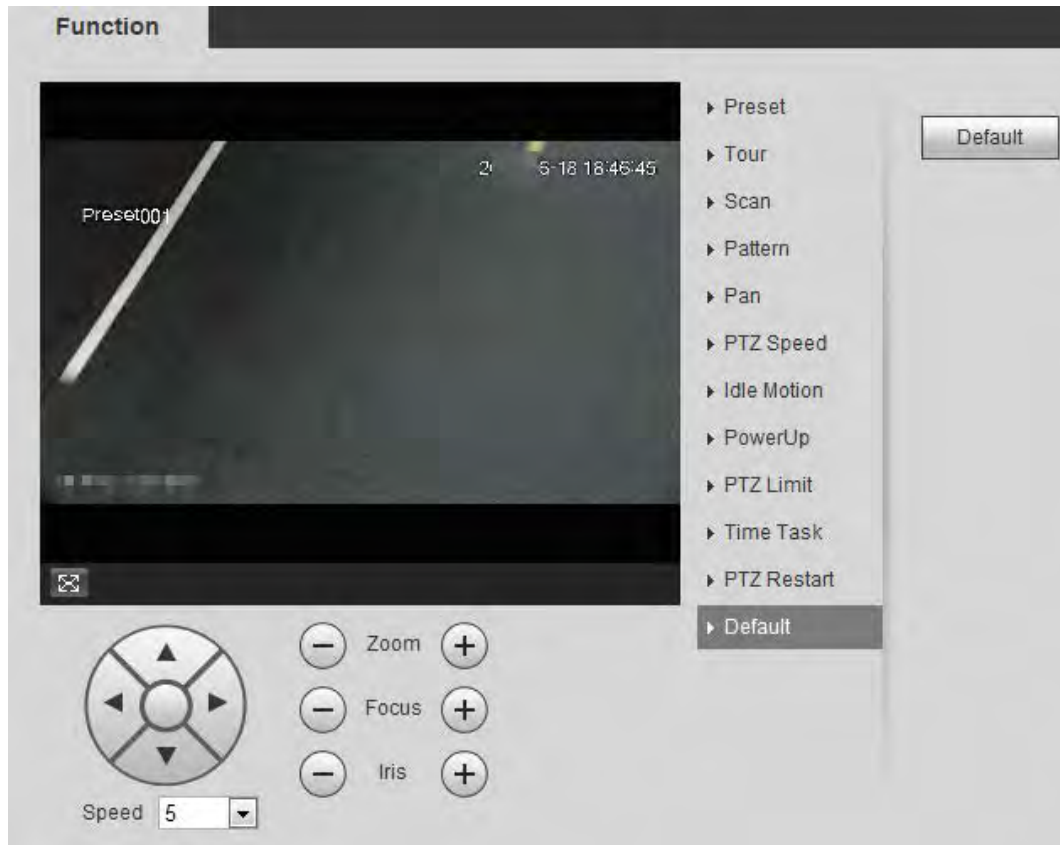 Function
5-18 18:46:45
Preset001
Preset
Tour
Scan
Pattern
Pan
PTZ Speed
Idle Motion
PowerUp
PTZ Limit
Time Task
PTZ Restart
Default
Default
Zoom
Focus
Iris
Speed 5